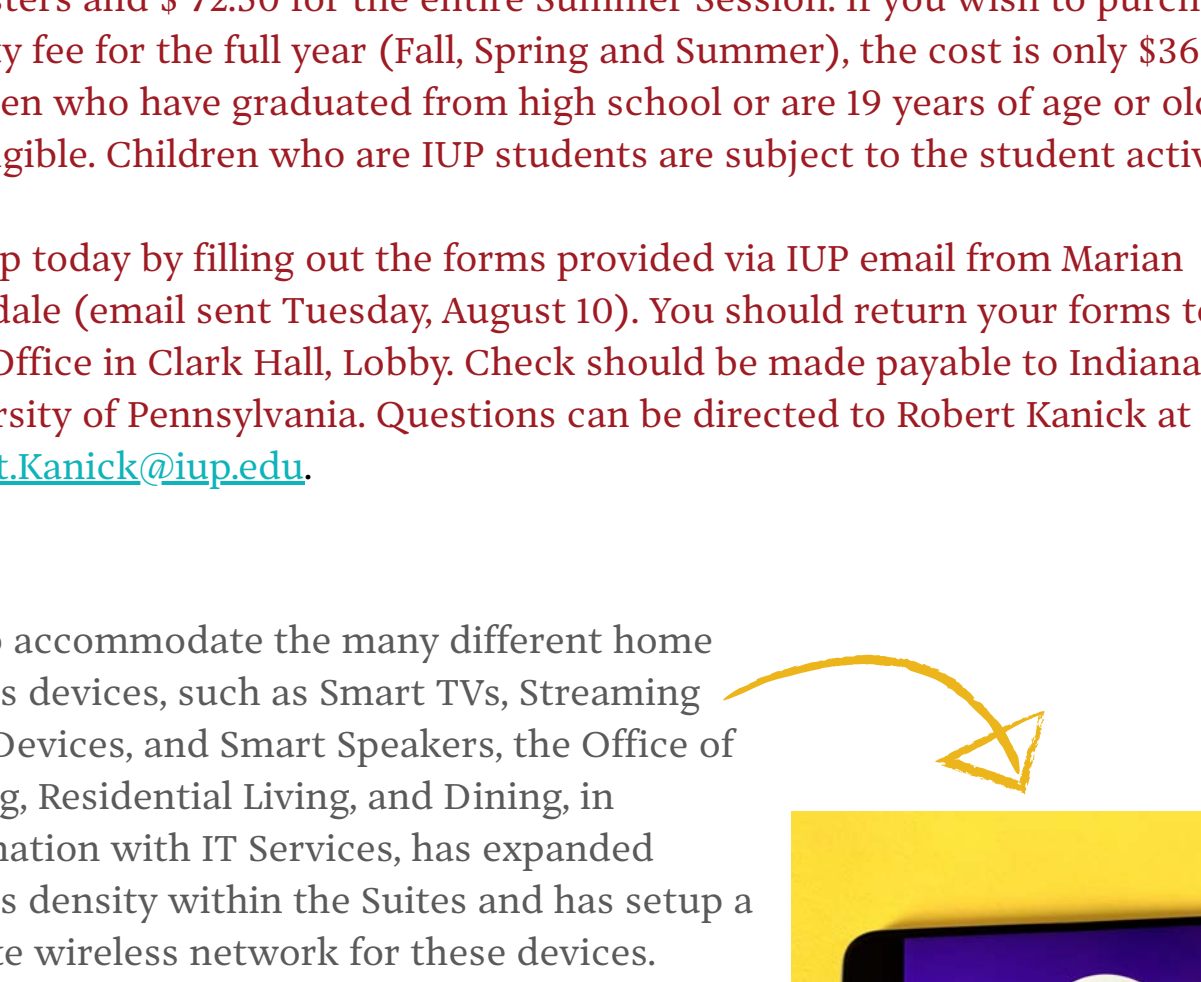 sters and $ 72.50 for the entire Summer Session. If you wish to purch
y fee for the full year (Fall, Spring and Summer), the cost is only $36
en who have graduated from high school or are 19 years of age or old
gible. Children who are IUP students are subject to the student activ
p today by filling out the forms provided via IUP email from Marian
dale (email sent Tuesday, August 10). You should return your forms to
Office in Clark Hall, Lobby. Check should be made payable to Indiana
rsity of Pennsylvania. Questions can be directed to Robert Kanick at
t.Kanick@iup.edu.
o accommodate the many different home
s devices, such as Smart TVs, Streaming
Devices, and Smart Speakers, the Office of
g, Residential Living, and Dining, in
nation with IT Services, has expanded
s density within the Suites and has setup a
te wireless network for these devices.